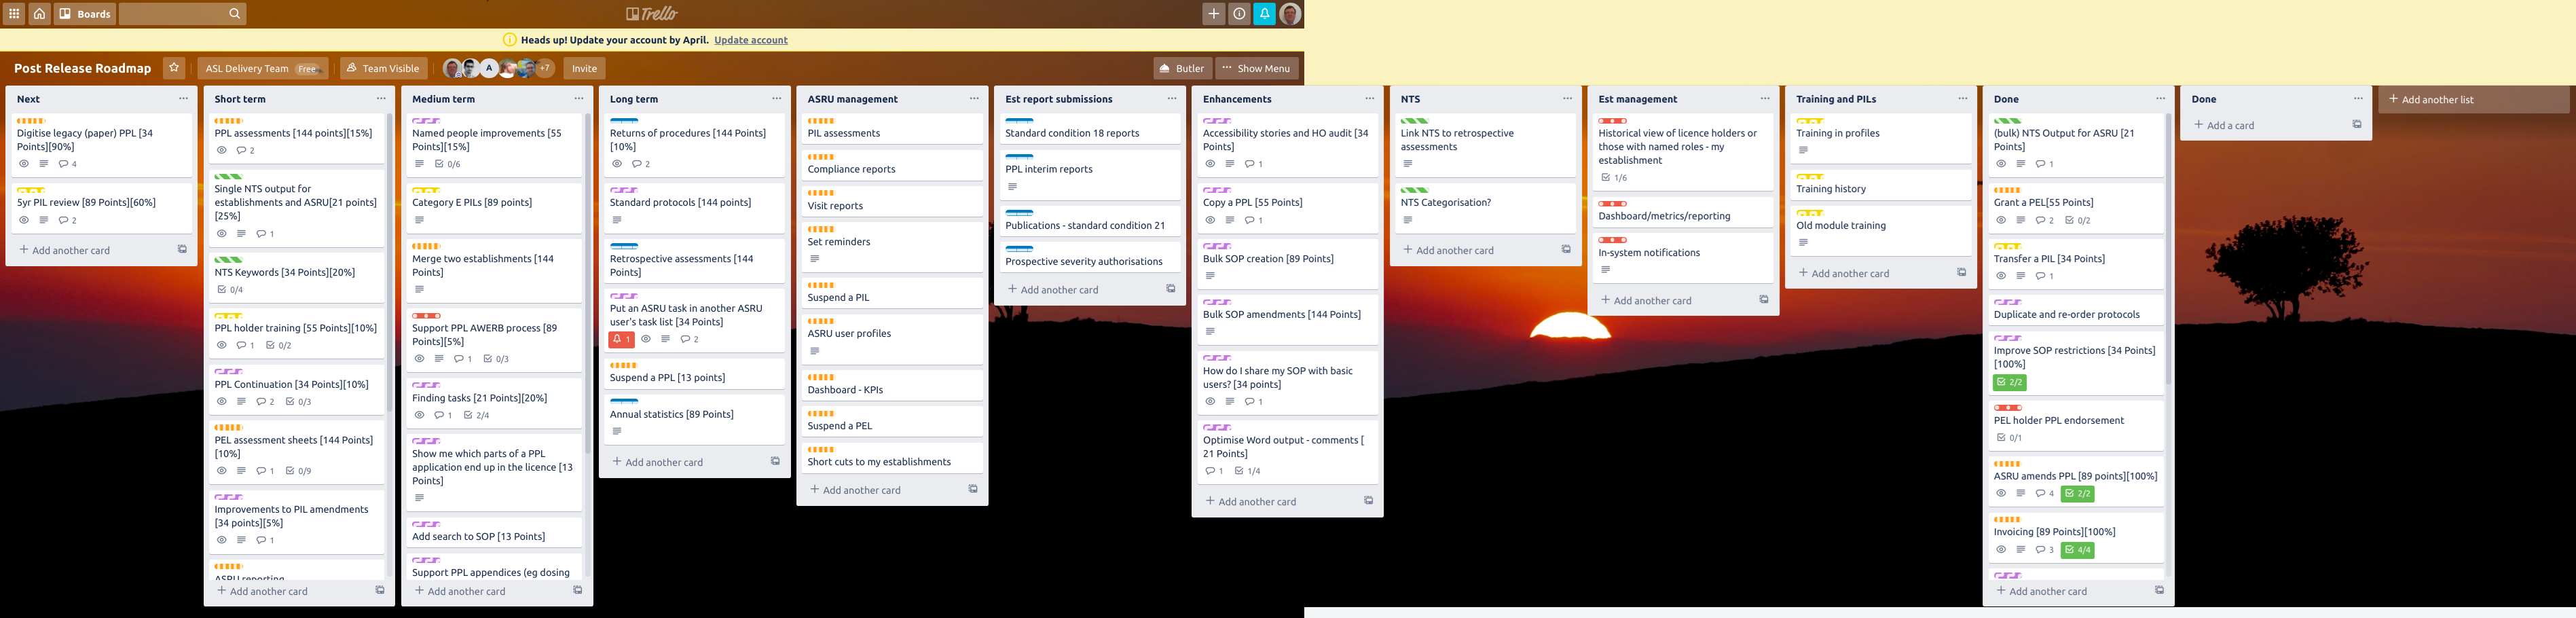 Boards
Trello
Heads up! Update your account by April. Update account
Post Release Roadmap
ASL Delivery Team Free
Team Visible
A
+7
Invite
Butler
Show Menu
Next
Digitise legacy (paper) PPL [34
Points][90%]
4
5yr PIL review [89 Points][60%]
2
Add another card
Short term
PPL assessments [144 points][15%]
2
Single NTS output for
establishments and ASRU[21 points]
[25%]
1
NTS Keywords [34 Points][20%]
0/4
PPL holder training [55 Points][10%]
1 0/2
PPL Continuation [34 Points][10%]
2 0/3
PEL assessment sheets [144 Points]
[10%]
1 0/9
Improvements to PIL amendments
[34 points][5%]
1
ASRU reporting
Add another card
Medium term
Named people improvements [55
Points][15%]
0/6
Category E PILs [89 points]
Merge two establishments [144
Points]
Support PPL AWERB process [89
Points][5%]
1 0/3
Finding tasks [21 Points][20%]
1 2/4
Show me which parts of a PPL
application end up in the licence [13
Points]
Add search to SOP [13 Points]
Support PPL appendices (eg dosing
Add another card
Long term
Returns of procedures [144 Points]
[10%]
2
Standard protocols [144 points]
Retrospective assessments [144
Points]
Put an ASRU task in another ASRU
user's task list [34 Points]
1 2
Suspend a PPL [13 points]
Annual statistics [89 Points]
Add another card
ASRU management
PIL assessments
Compliance reports
Visit reports
Set reminders
Suspend a PIL
ASRU user profiles
Dashboard - KPIs
Suspend a PEL
Short cuts to my establishments
Add another card
Est report submissions
Standard condition 18 reports
PPL interim reports
Publications - standard condition 21
Prospective severity authorisations
Add another card
Enhancements
Accessibility stories and HO audit [34
Points]
1
Copy a PPL [55 Points]
1
Bulk SOP creation [89 Points]
Bulk SOP amendments [144 Points]
How do I share my SOP with basic
users? [34 points]
1
Optimise Word output - comments [
21 Points]
1 1/4
Add another card
NTS
Link NTS to retrospective
assessments
NTS Categorisation?
Add another card
Est management
Historical view of licence holders or
those with named roles - my
establishment
1/6
Dashboard/metrics/reporting
In-system notifications
Add another card
Training and PILs
Training in profiles
Training history
Old module training
Add another card
Done
(bulk) NTS Output for ASRU [21
Points]
1
Grant a PEL[55 Points]
2 0/2
Transfer a PIL [34 Points]
1
Duplicate and re-order protocols
Improve SOP restrictions [34 Points]
[100%]
2/2
PEL holder PPL endorsement
0/1
ASRU amends PPL [89 points][100%]
4 2/2
Invoicing [89 Points][100%]
3 4/4
Add another card
Done
Add a card
Add another list